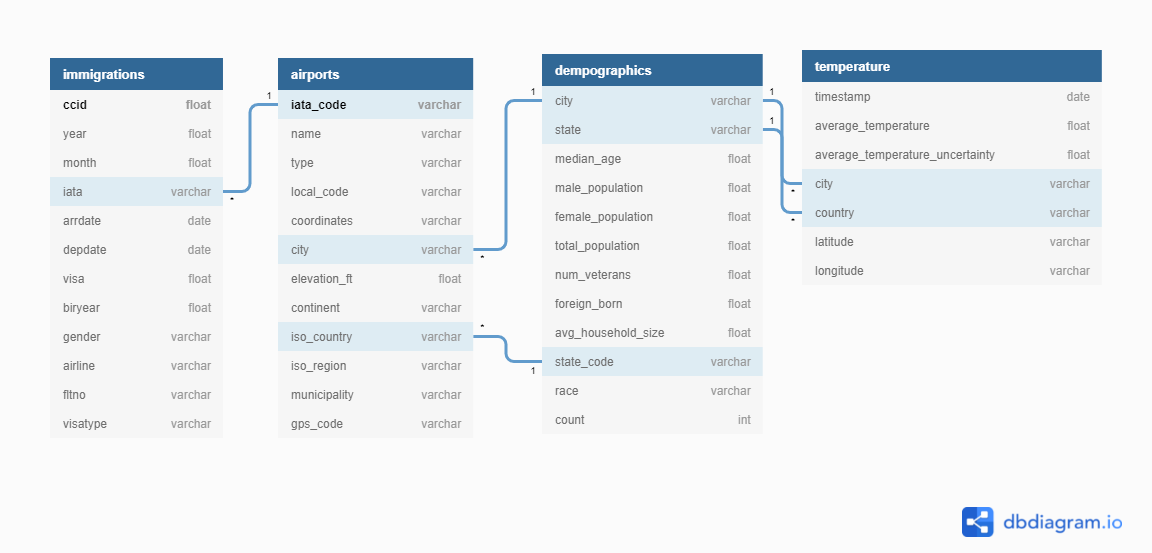 immigrations
ccid float
year float
month float
iata varchar
arrdate date
depdate date
visa float
biryear float
gender varchar
airline varchar
fltno varchar
visatype varchar
1
*
airports
iata_code varchar
name varchar
type varchar
local_code varchar
coordinates varchar
city varchar
elevation_ft float
continent varchar
iso_country varchar
iso_region varchar
municipality varchar
gps_code varchar
1
*
*
1
dempographics
city varchar
state varchar
median_age float
male_population float
female_population float
total_population float
num_veterans float
foreign_born float
avg_household_size float
state_code varchar
race varchar
count int
1
1
*
*
temperature
timestamp date
average_temperature float
average_temperature_uncertainty float
city varchar
country varchar
latitude varchar
longitude varchar
dbdiagram.io